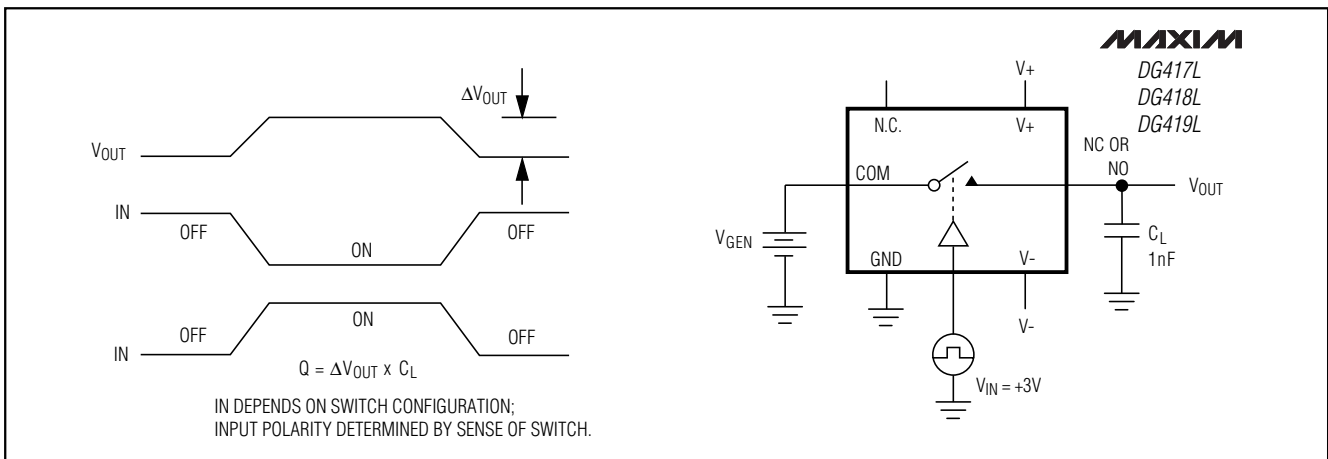 ΔVOUT
VOUT
IN
OFF
ON
OFF
IN
OFF
ON
OFF
Q = ΔVOUT x CL
IN DEPENDS ON SWITCH CONFIGURATION;
INPUT POLARITY DETERMINED BY SENSE OF SWITCH.
MAXIM
DG417L
DG418L
DG419L
V+
N.C.
V+
COM
NC OR
NO
VOUT
VGEN
GND
V-
CL
1nF
V-
VIN = +3V